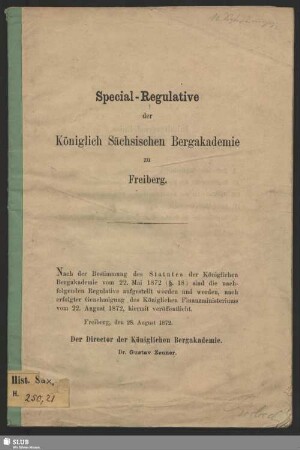 Special-Regulative
der
Königlich Sächsischen Bergakademie
zu
Freiberg.
Nach der Bestimmung des Statutes der Königlichen
Bergakademie vom 22. Mai 1872 (§. 18) sind die nach-
folgenden Regulative aufgestellt worden und werden, nach
erfolgter Genehmigung des Königlichen Finanzministeriums
vom 22. August 1872, hiermit veröffentlicht.
Freiberg, den 28. August 1872.
Der Director der Königlichen Bergakademie.
Dr. Gustav Zeuner.
Hist. Sax.
H. 250,21
SLUB